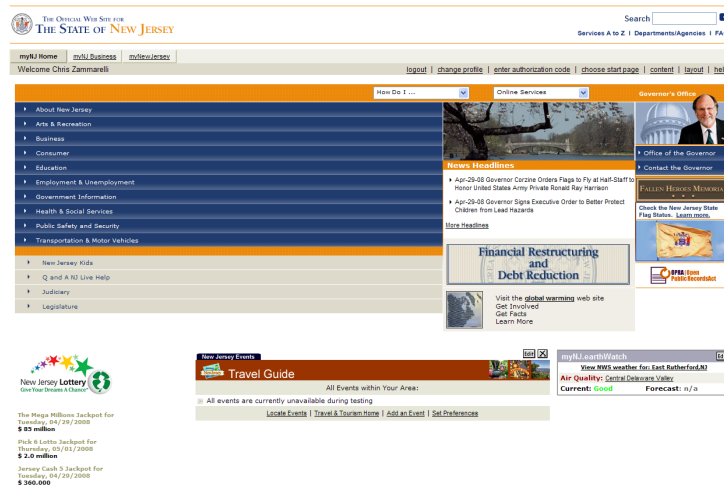 THE OFFICIAL WEB SITE FOR
THE STATE OF NEW JERSEY
Search
Services A to Z | Departments/Agencies | FA
myNJ Home myNJ Business myNewJersey
Welcome Chris Zammarelli
logout | change profile | enter authorization code | choose start page | content | layout | hel
How Do I ... Online Services
Governor's Office
About New Jersey
Arts & Recreation
Business
Consumer
Education
Employment & Unemployment
Government Information
Health & Social Services
Public Safety and Security
Transportation & Motor Vehicles
New Jersey Kids
Q and A NJ Live Help
Judiciary
Legislature
News Headlines
Apr-29-08 Governor Corzine Orders Flags to Fly at Half-Staff to
Honor United States Army Private Ronald Ray Harrison
Apr-29-08 Governor Signs Executive Order to Better Protect
Children from Lead Hazards
More Headlines
Financial Restructuring
and
Debt Reduction
Visit the global warming web site
Get Involved
Get Facts
Learn More
Office of the Governor
Contact the Governor
FALLEN HEROES MEMORIA
Check the New Jersey State
Flag Status. Learn more.
OPRA Open
Public RecordsAct
New Jersey Lottery
Give Your Dreams A Chance
The Mega Millions Jackpot for
Tuesday, 04/29/2008
$ 85 million
Pick 6 Lotto Jackpot for
Thursday, 05/01/2008
$ 2.0 million
Jersey Cash 5 Jackpot for
Tuesday, 04/29/2008
$ 360,000
New Jersey Events
Edit X
Travel Guide
All Events within Your Area:
All events are currently unavailable during testing
Locate Events | Travel & Tourism Home | Add an Event | Set Preferences
myNJ.earthWatch
Ed
View NWS weather for: East Rutherford,NJ
Air Quality: Central Delaware Valley
Current: Good Forecast: n/a